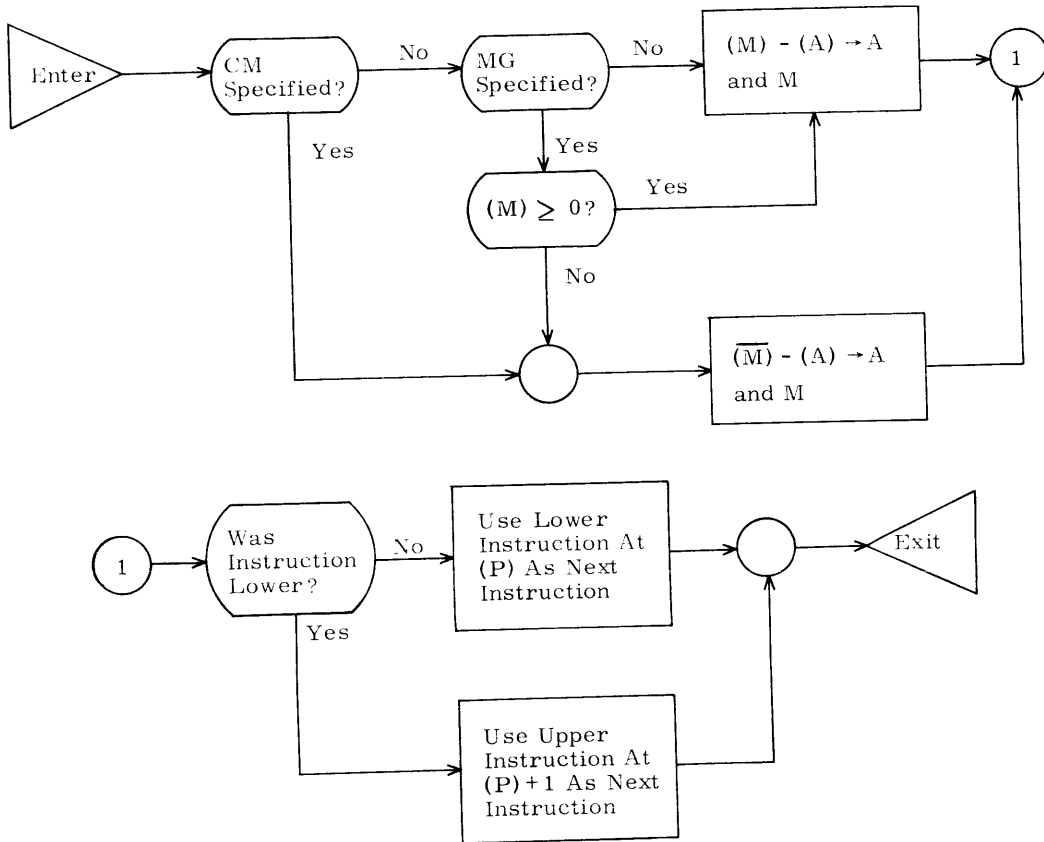 Enter
CM
Specified?
No
MG
Specified?
No
(M) - (A) → A
and M
1
Yes
Yes
(M) ≥ 0?
Yes
No
(M̅) - (A) → A
and M
1
Was
Instruction
Lower?
No
Use Lower
Instruction At
(P) As Next
Instruction
Exit
Yes
Use Upper
Instruction At
(P)+1 As Next
Instruction